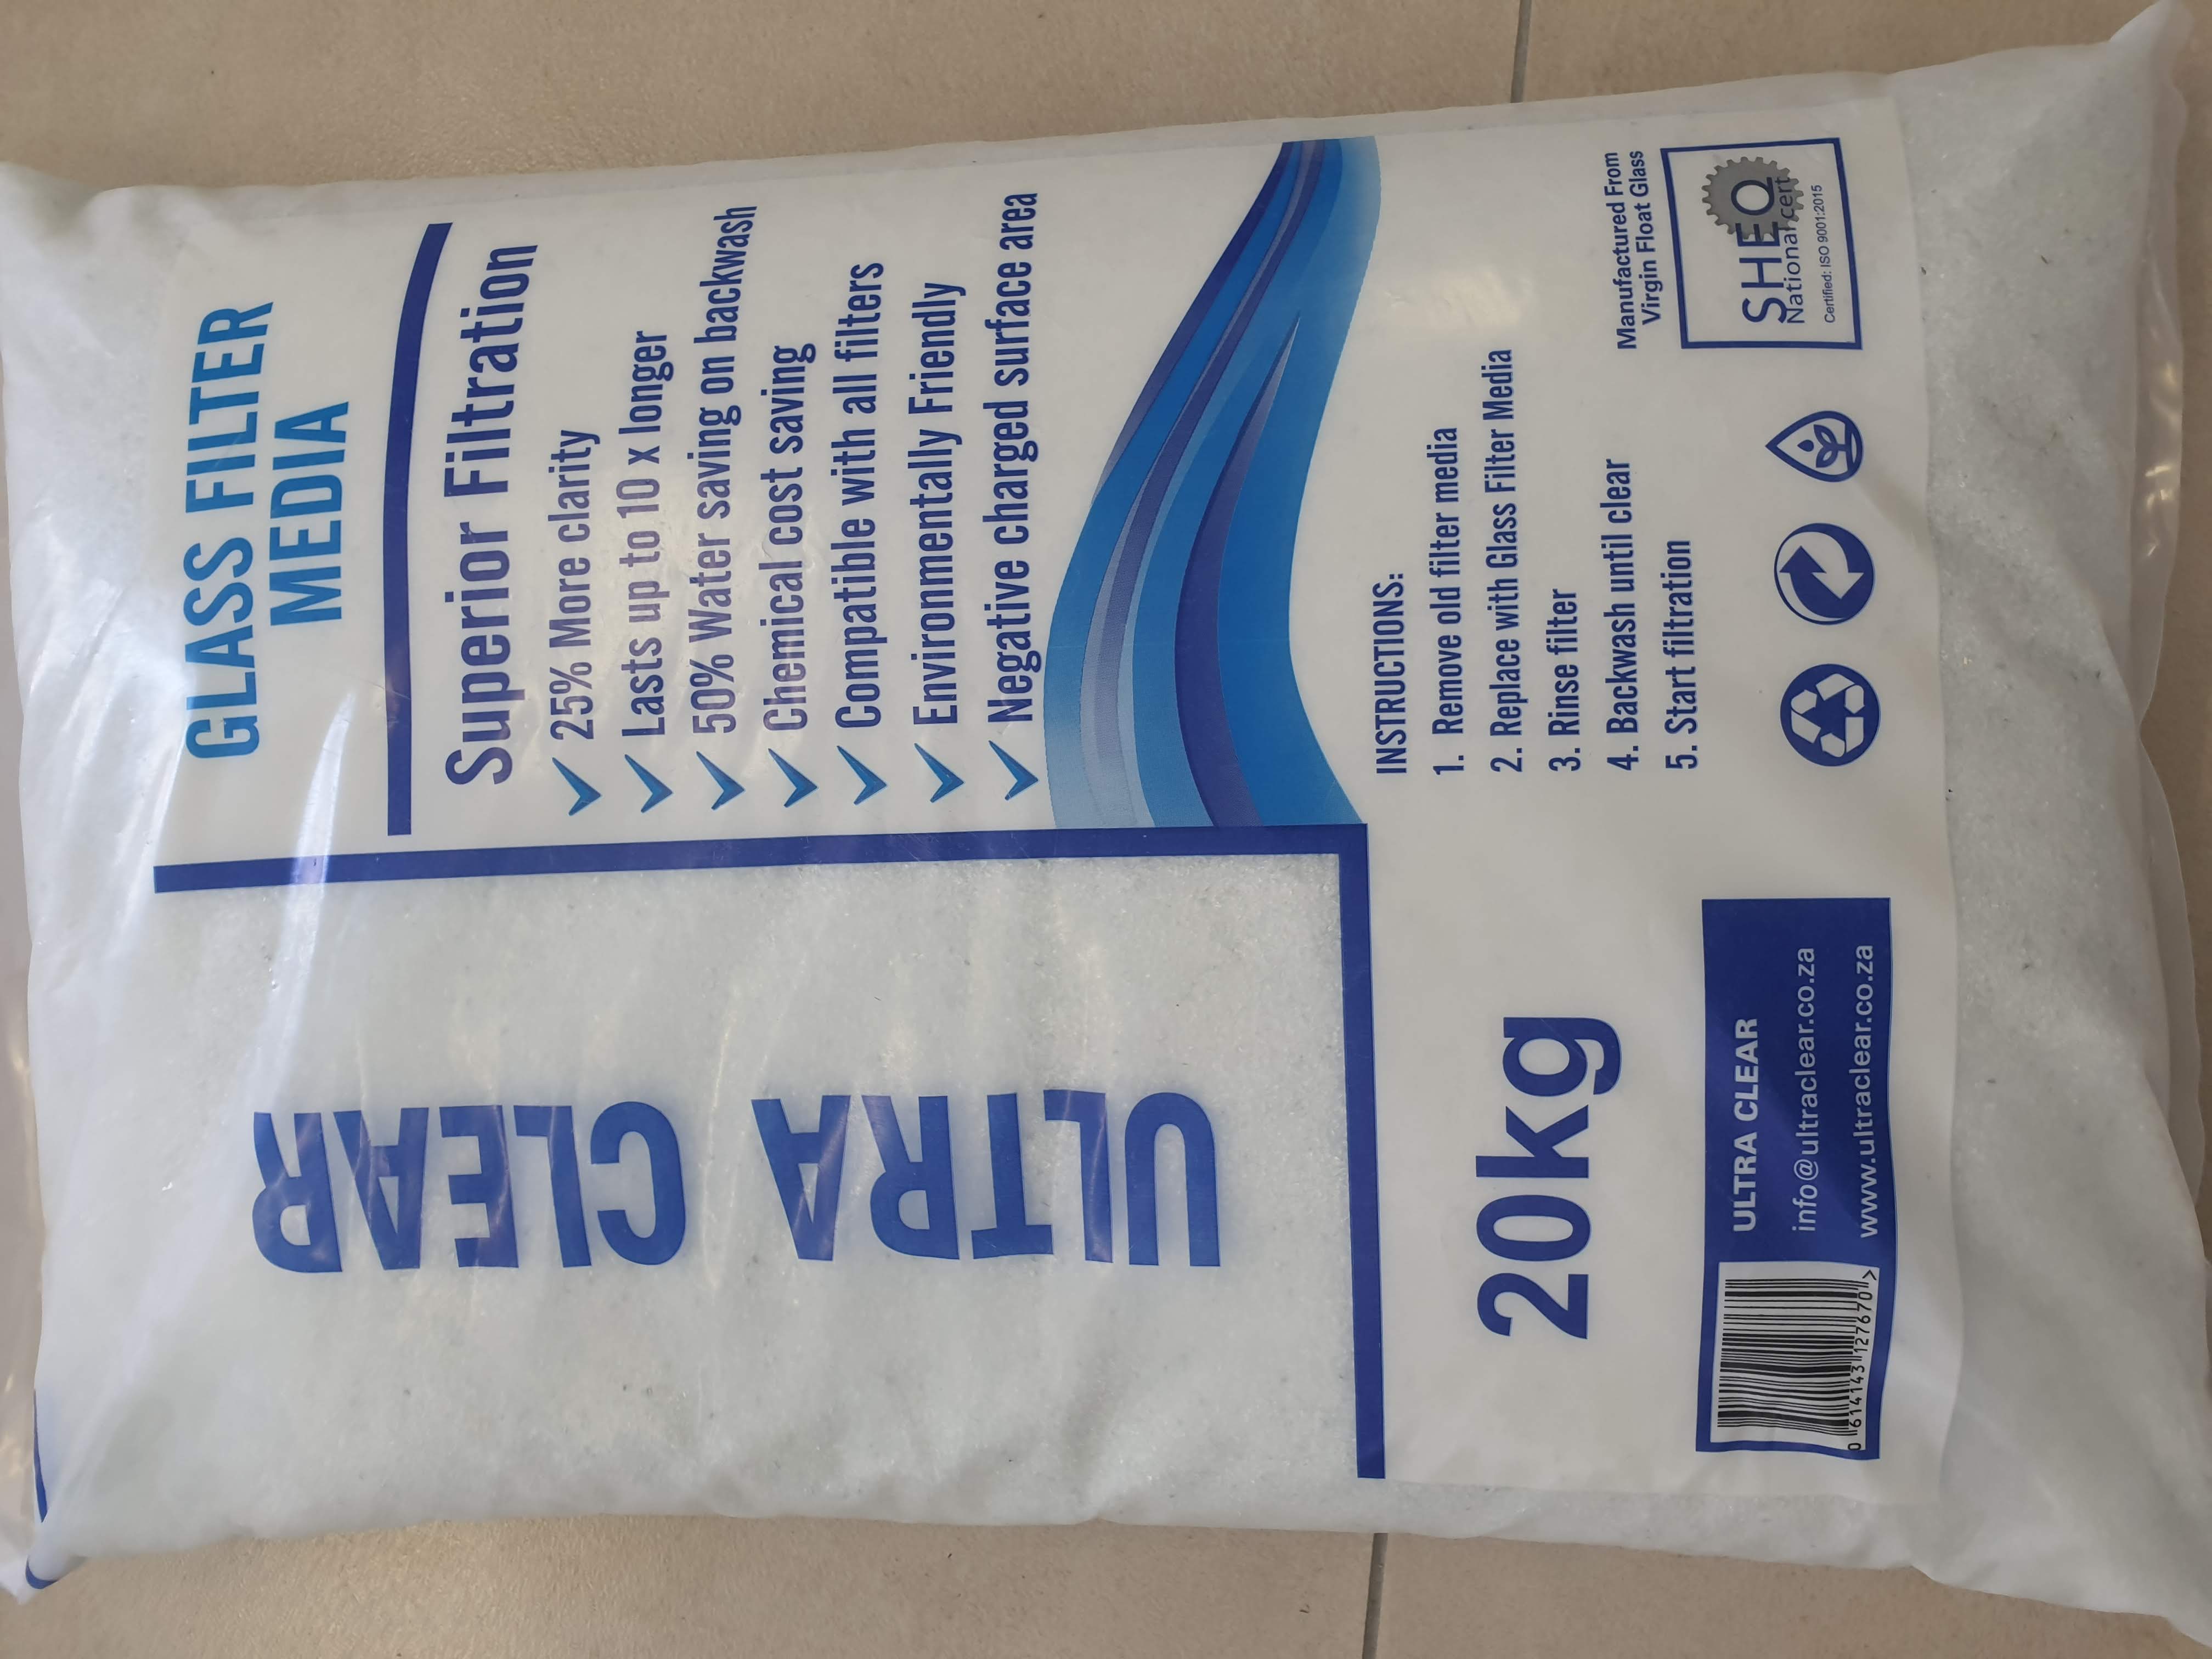 GLASS FILTER
MEDIA
ULTRA CLEAR
Superior Filtration
25% More clarity
Lasts up to 10 x longer
50% Water saving on backwash
Chemical cost saving
Compatible with all filters
Environmentally Friendly
Negative charged surface area
20kg
INSTRUCTIONS:
1. Remove old filter media
2. Replace with Glass Filter Media
3. Rinse filter
4. Backwash until clear
5. Start filtration
Manufactured From
Virgin Float Glass
SHEQ
National cert
Certified: ISO 9001:2015
ULTRA CLEAR
info@ultraclear.co.za
www.ultraclear.co.za
0 614143 127670 >